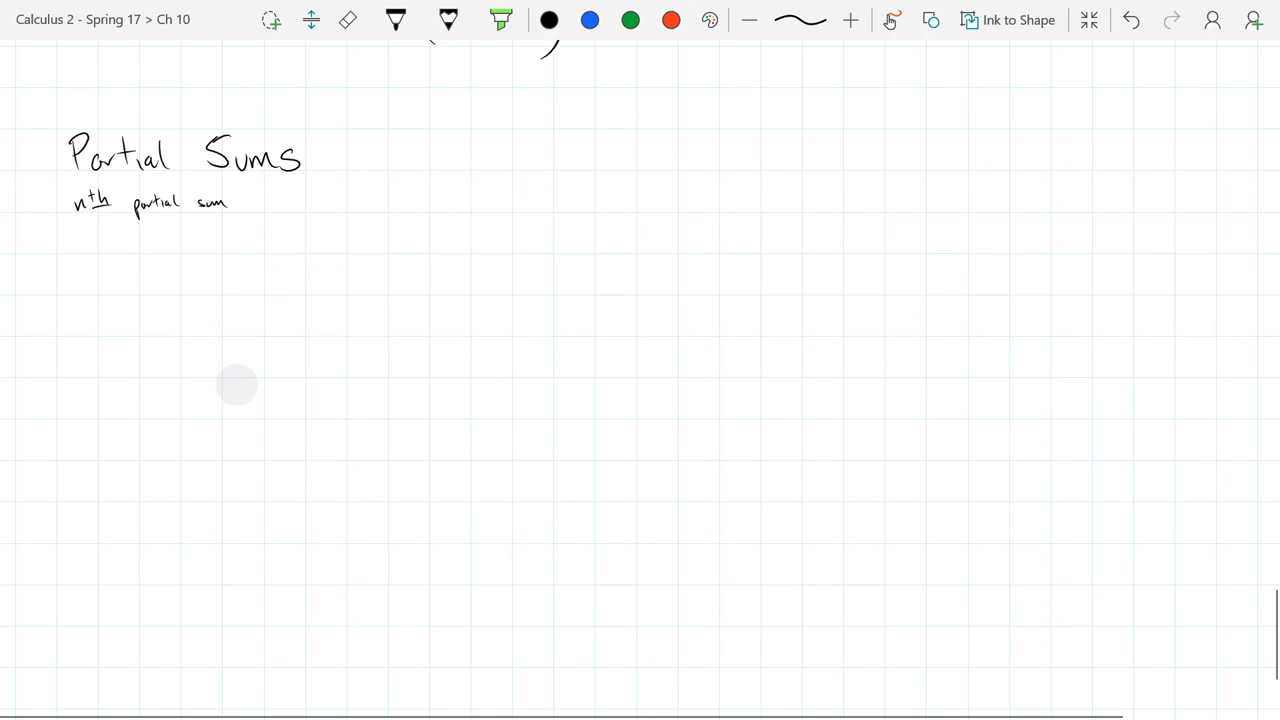 Calculus 2 - Spring 17 > Ch 10
Ink to Shape
Partial Sums
nth partial sum